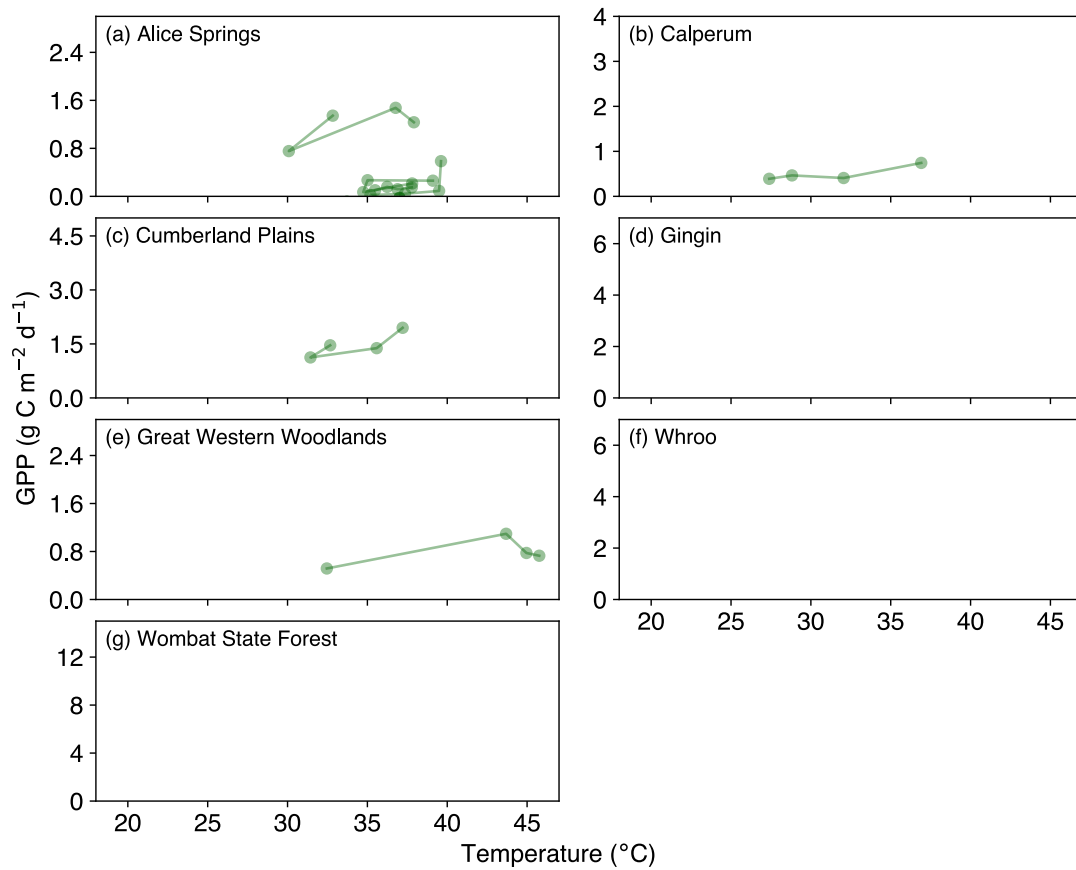 (a) Alice Springs
2.4
1.6
0.8
0.0
(b) Calperum
4
3
2
1
0
(c) Cumberland Plains
4.5
3.0
1.5
0.0
(d) Gingin
6
4
2
0
GPP (g C m−2 d−1)
(e) Great Western Woodlands
2.4
1.6
0.8
0.0
(f) Whroo
6
4
2
0
20 25 30 35 40 45
(g) Wombat State Forest
12
8
4
0
20 25 30 35 40 45
Temperature (°C)